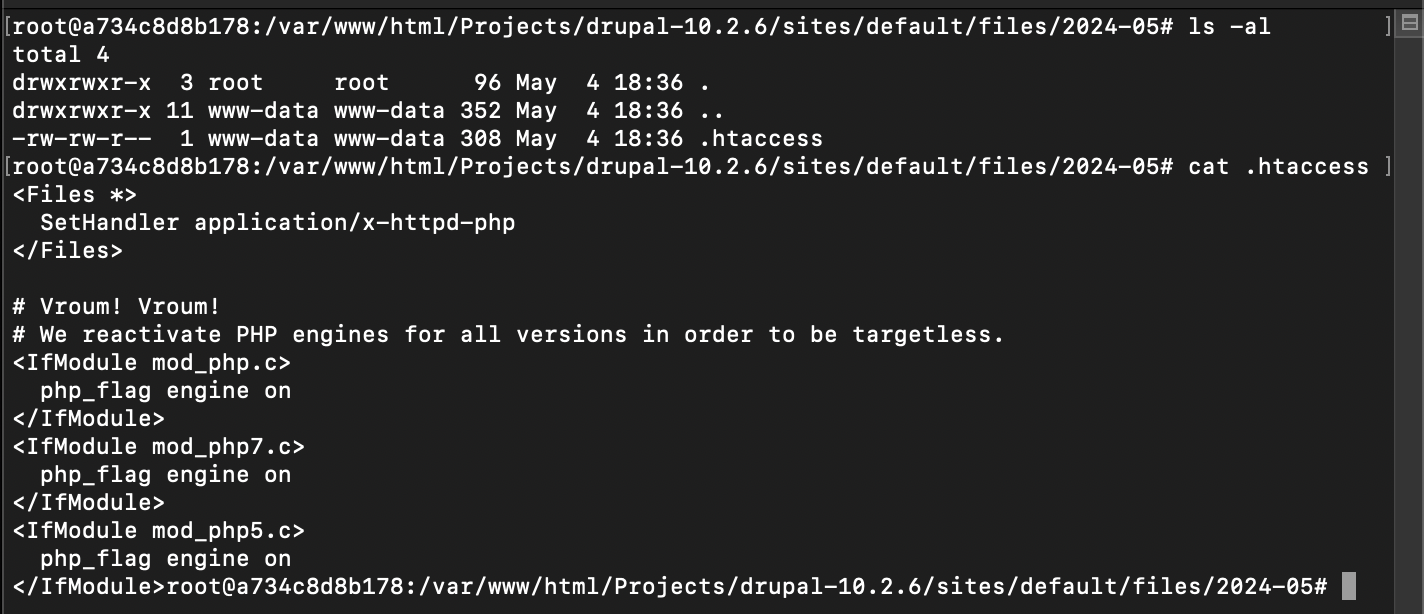 [root@a734c8d8b178:/var/www/html/Projects/drupal-10.2.6/sites/default/files/2024-05# ls -al ]
total 4
drwxrwxr-x  3 root     root      96 May  4 18:36 .
drwxrwxr-x 11 www-data www-data 352 May  4 18:36 ..
-rw-rw-r--  1 www-data www-data 308 May  4 18:36 .htaccess
[root@a734c8d8b178:/var/www/html/Projects/drupal-10.2.6/sites/default/files/2024-05# cat .htaccess ]
<Files *>
  SetHandler application/x-httpd-php
</Files>

# Vroum! Vroum!
# We reactivate PHP engines for all versions in order to be targetless.
<IfModule mod_php.c>
  php_flag engine on
</IfModule>
<IfModule mod_php7.c>
  php_flag engine on
</IfModule>
<IfModule mod_php5.c>
  php_flag engine on
</IfModule>root@a734c8d8b178:/var/www/html/Projects/drupal-10.2.6/sites/default/files/2024-05#